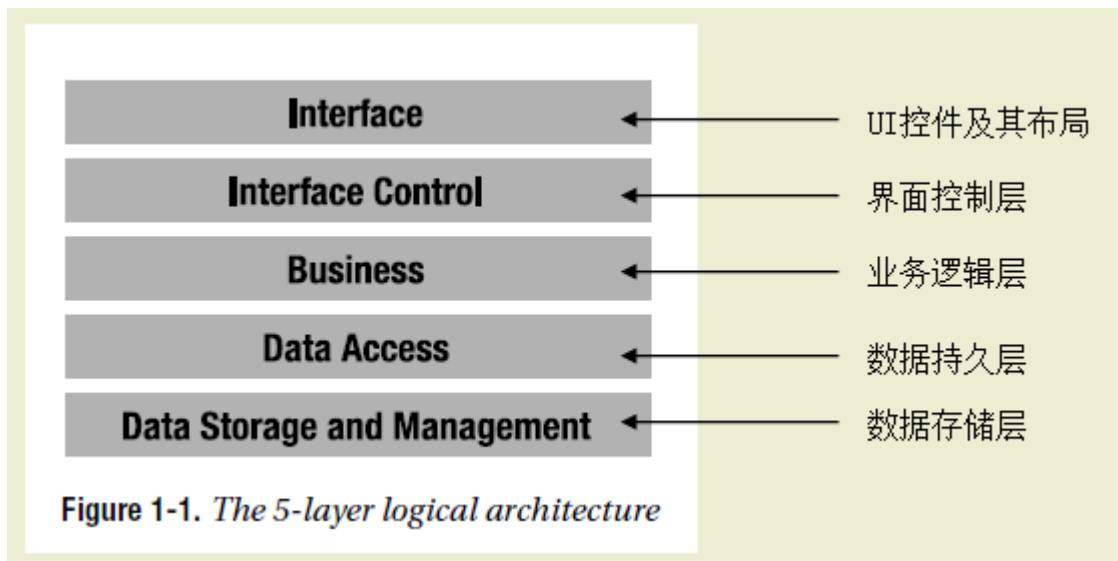 Interface
UI控件及其布局
Interface Control
界面控制层
Business
业务逻辑层
Data Access
数据持久层
Data Storage and Management
数据存储层
Figure 1-1. The 5-layer logical architecture